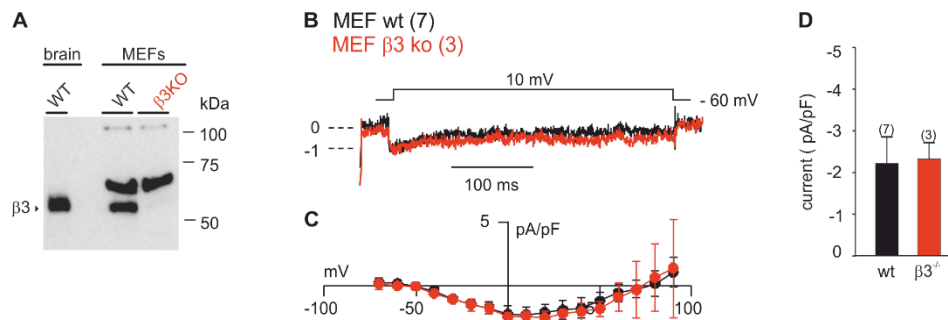 A
brain
MEFs
WT
WT
β3KO
kDa
100
75
50
β3
B
MEF wt (7)
MEF β3 ko (3)
10 mV
- 60 mV
0
-1
100 ms
C
5
pA/pF
mV
-100
-50
100
D
current ( pA/pF)
-5
-4
-3
-2
-1
0
(7)
(3)
wt
β3-/-